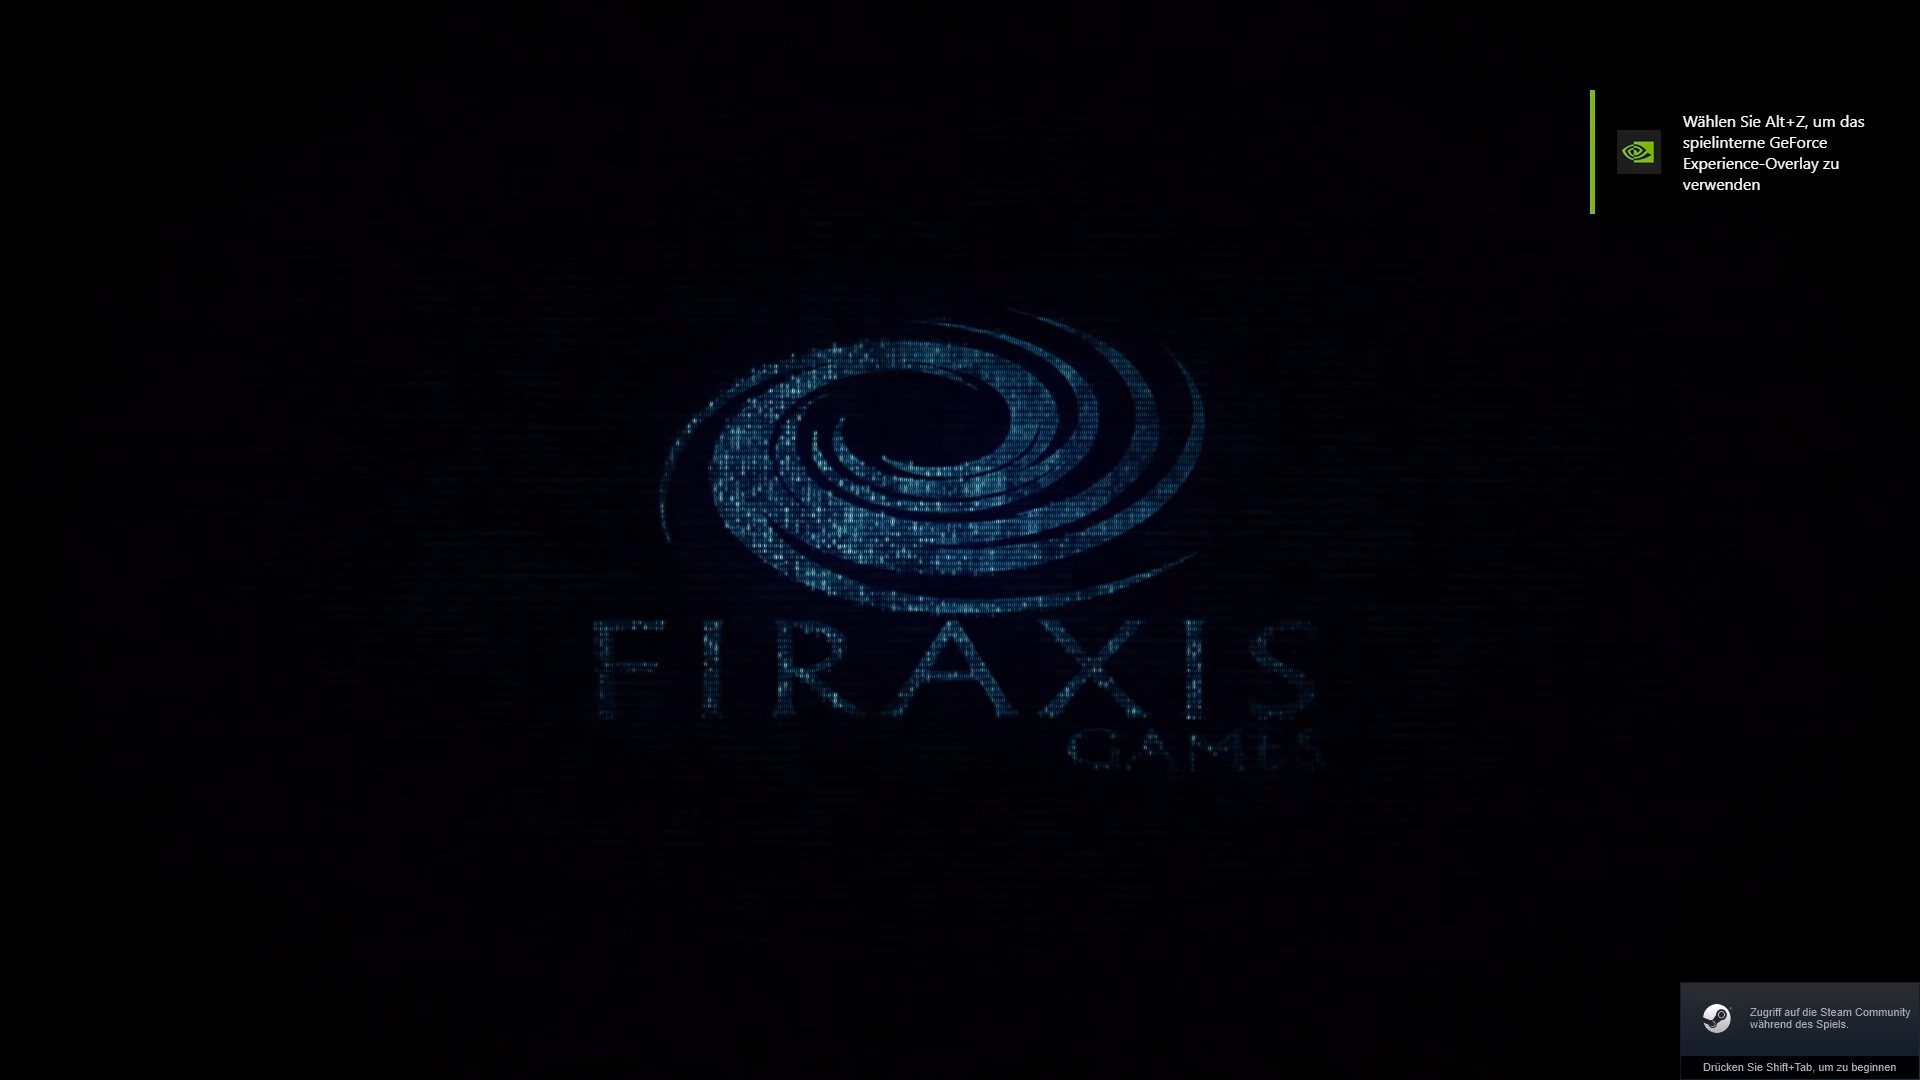 Wählen Sie Alt+Z, um das
spielinterne GeForce
Experience-Overlay zu
verwenden
FIRAXIS
GAMES
Zugriff auf die Steam Community
während des Spiels.
Drücken Sie Shift+Tab, um zu beginnen